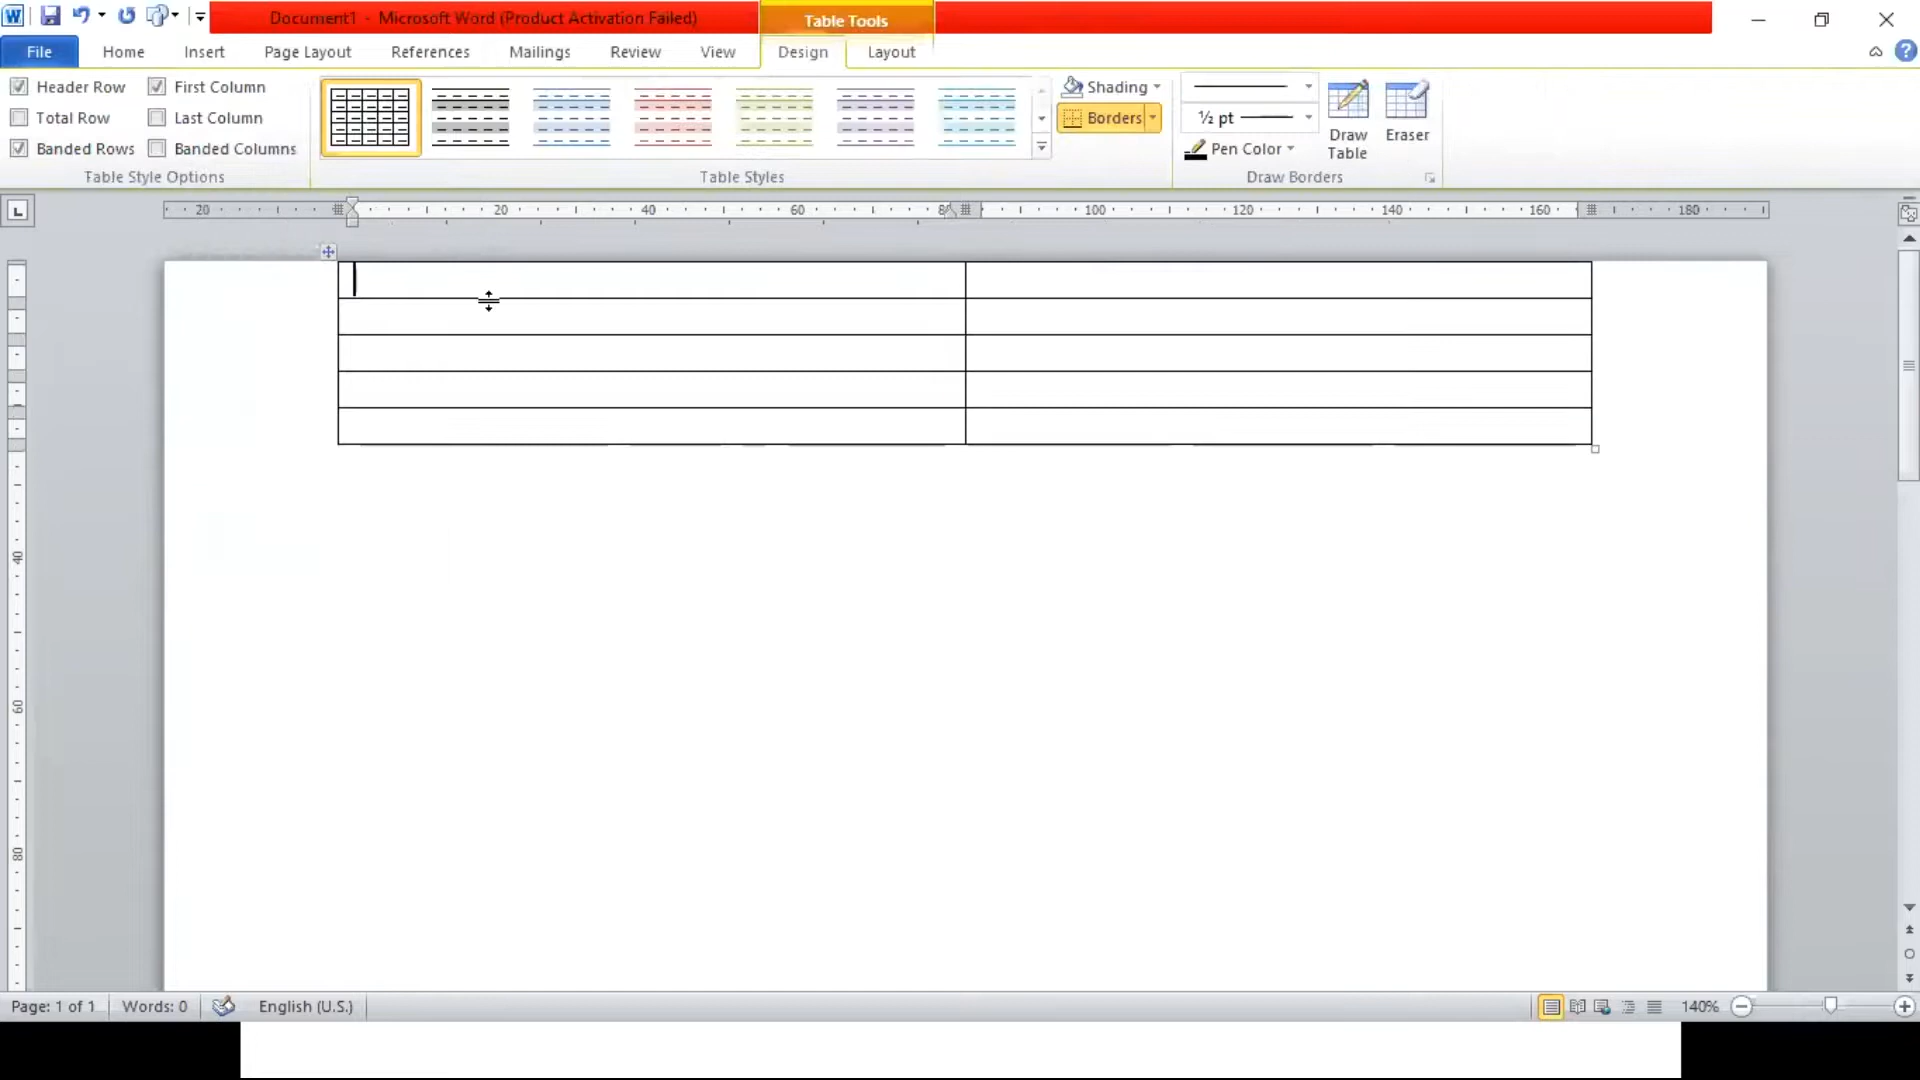 Document1 - Microsoft Word (Product Activation Failed)
Table Tools
File Home Insert Page Layout References Mailings Review View Design Layout
Header Row First Column
Total Row Last Column
Banded Rows Banded Columns
Table Style Options
Table Styles
Shading
Borders
½ pt
Pen Color
Draw Table
Eraser
Draw Borders
20 20 40 60 8 100 120 140 160 180
40
60
80
Page: 1 of 1 Words: 0 English (U.S.) 140%